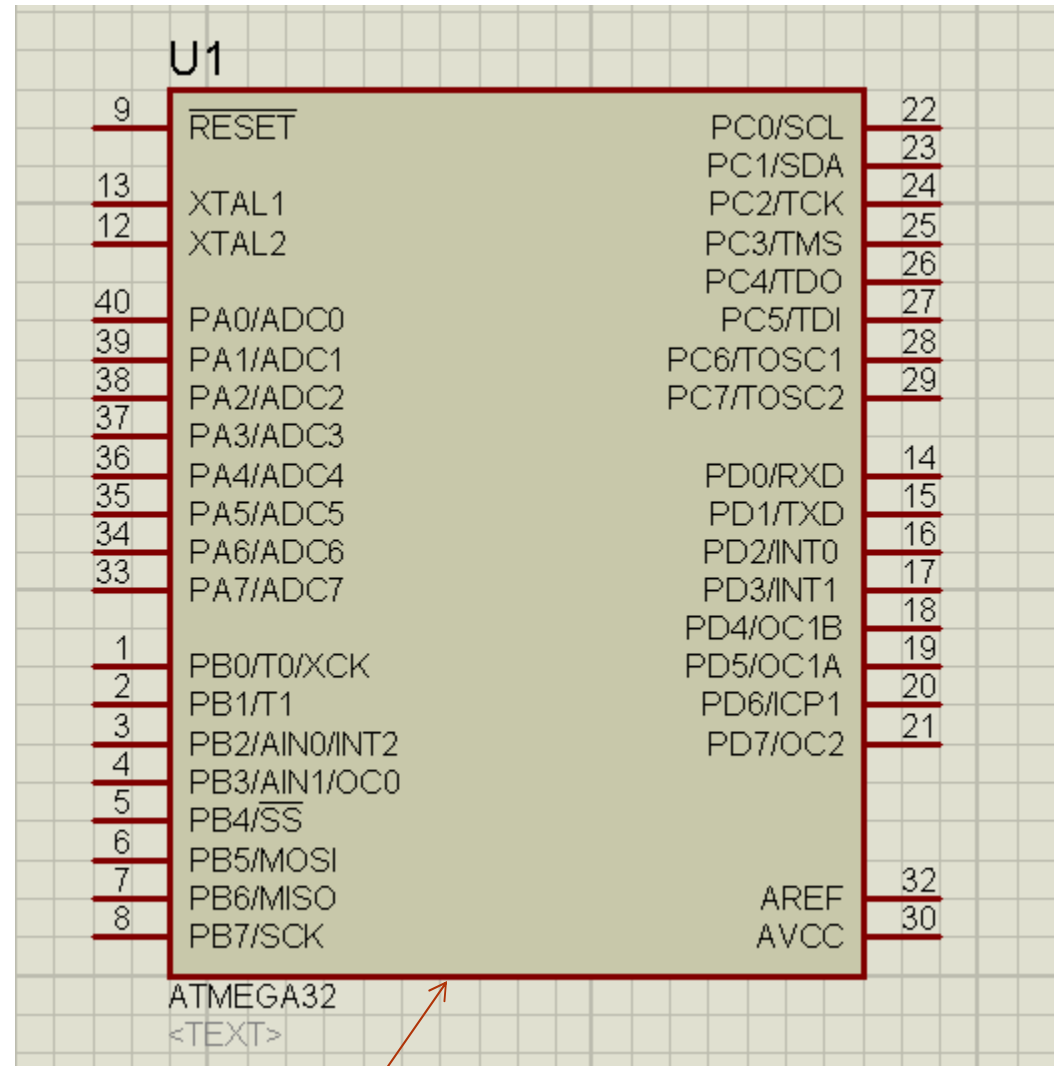 U1
9 RESET
13 XTAL1
12 XTAL2
40 PA0/ADC0
39 PA1/ADC1
38 PA2/ADC2
37 PA3/ADC3
36 PA4/ADC4
35 PA5/ADC5
34 PA6/ADC6
33 PA7/ADC7
1 PB0/T0/XCK
2 PB1/T1
3 PB2/AIN0/INT2
4 PB3/AIN1/OC0
5 PB4/SS
6 PB5/MOSI
7 PB6/MISO
8 PB7/SCK
PC0/SCL 22
PC1/SDA 23
PC2/TCK 24
PC3/TMS 25
PC4/TDO 26
PC5/TDI 27
PC6/TOSC1 28
PC7/TOSC2 29
PD0/RXD 14
PD1/TXD 15
PD2/INT0 16
PD3/INT1 17
PD4/OC1B 18
PD5/OC1A 19
PD6/ICP1 20
PD7/OC2 21
AREF 32
AVCC 30
ATMEGA32
<TEXT>